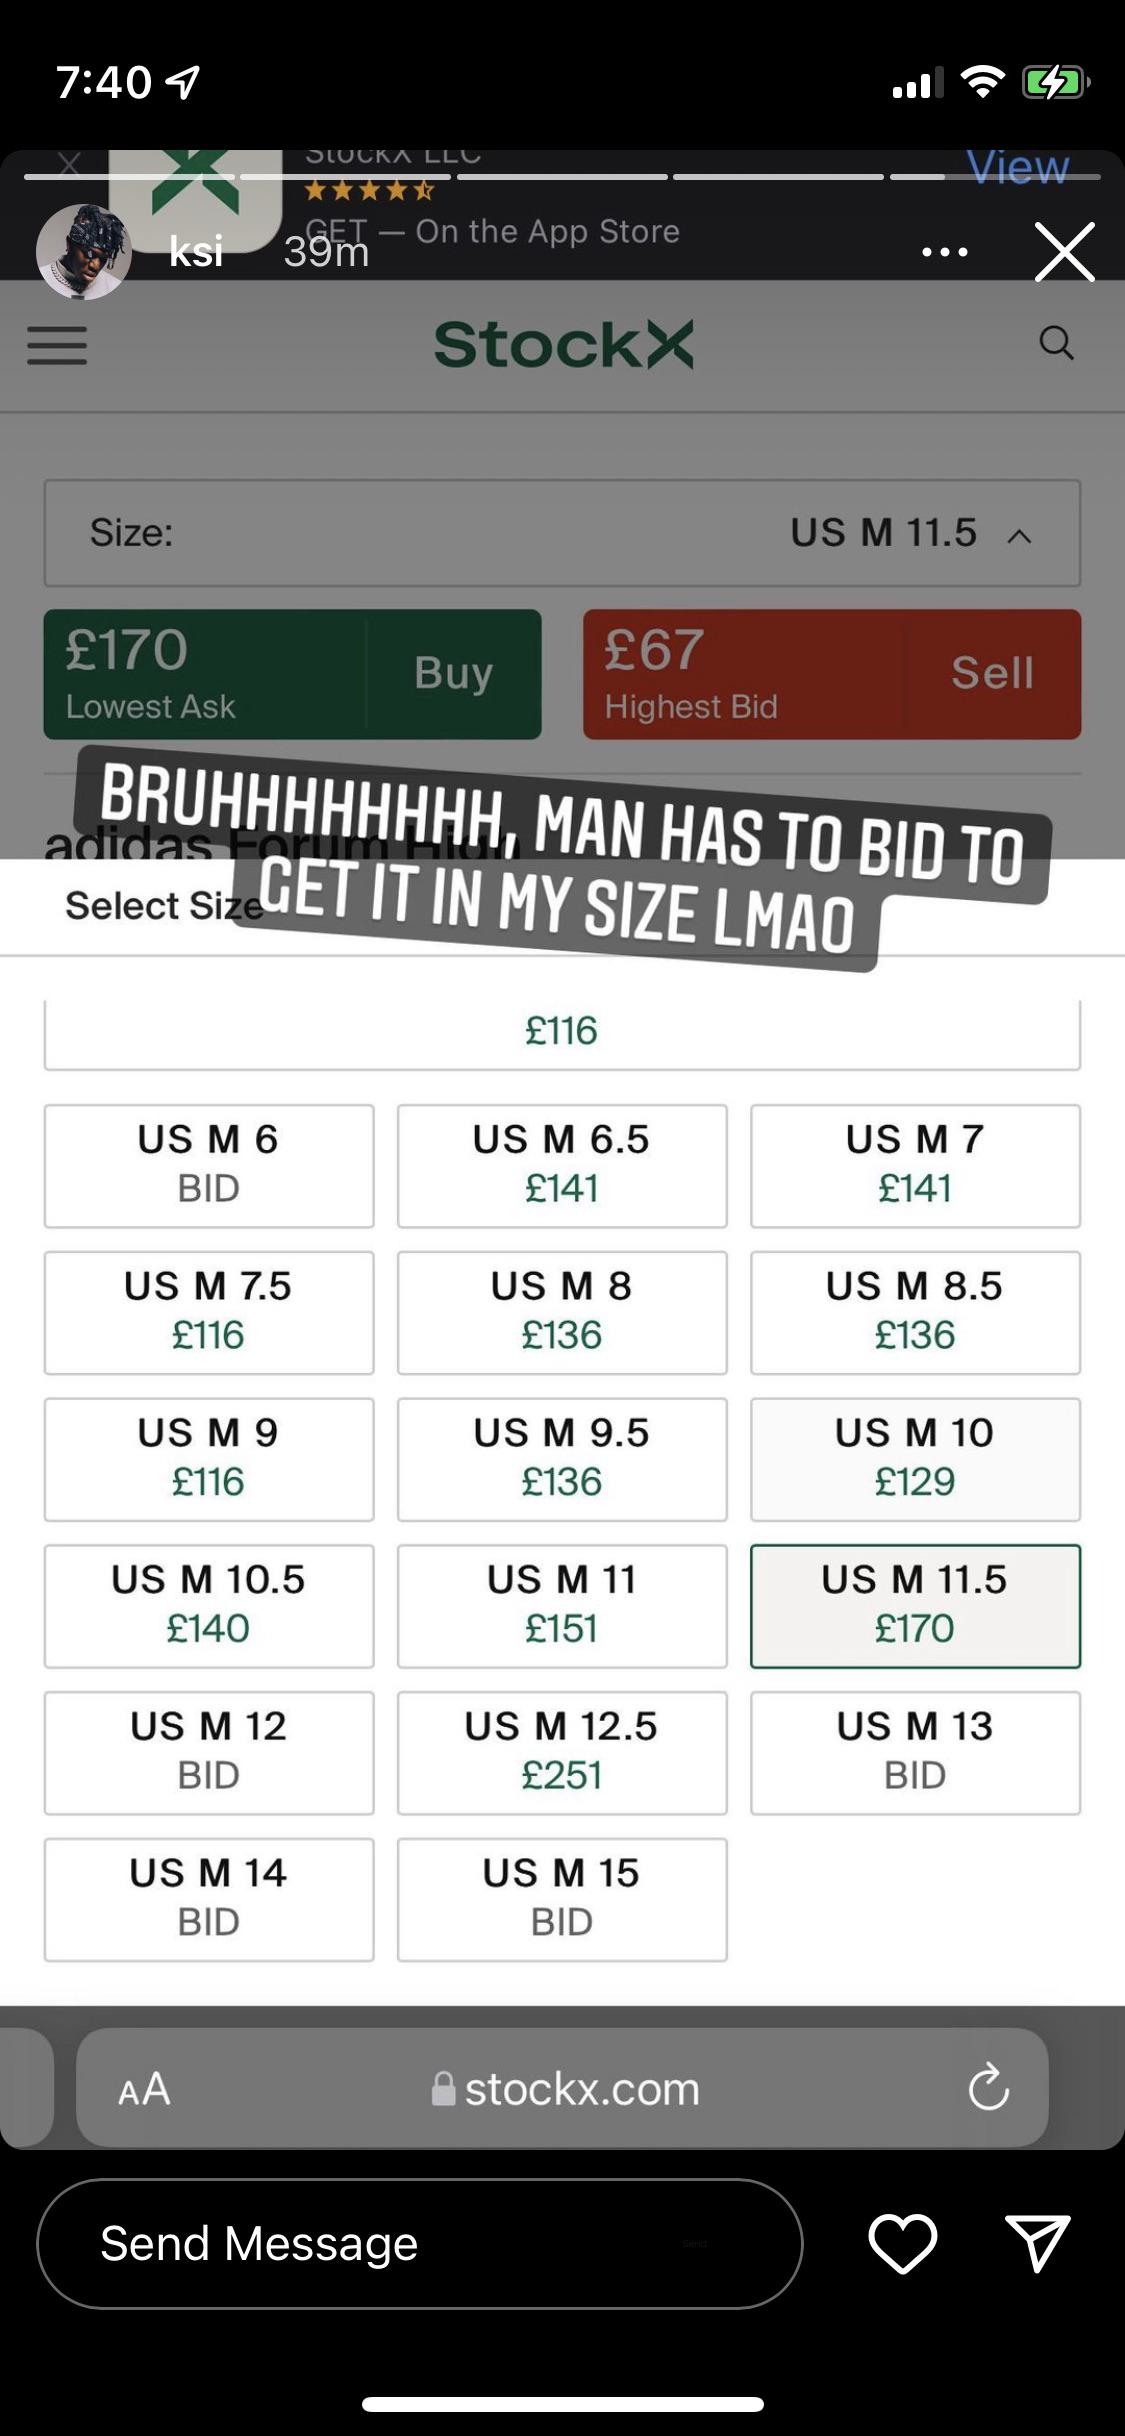 7:40
StockX LLC
View
GET — On the App Store
ksi 39m
StockX
Size: US M 11.5
£170 Buy £67 Sell
Lowest Ask Highest Bid
BRUHHHHHHHHH, MAN HAS TO BID TO
GET IT IN MY SIZE LMAO
adidas Forum High
Select Size
£116
US M 6 US M 6.5 US M 7
BID £141 £141
US M 7.5 US M 8 US M 8.5
£116 £136 £136
US M 9 US M 9.5 US M 10
£116 £136 £129
US M 10.5 US M 11 US M 11.5
£140 £151 £170
US M 12 US M 12.5 US M 13
BID £251 BID
US M 14 US M 15
BID BID
AA stockx.com
Send Message